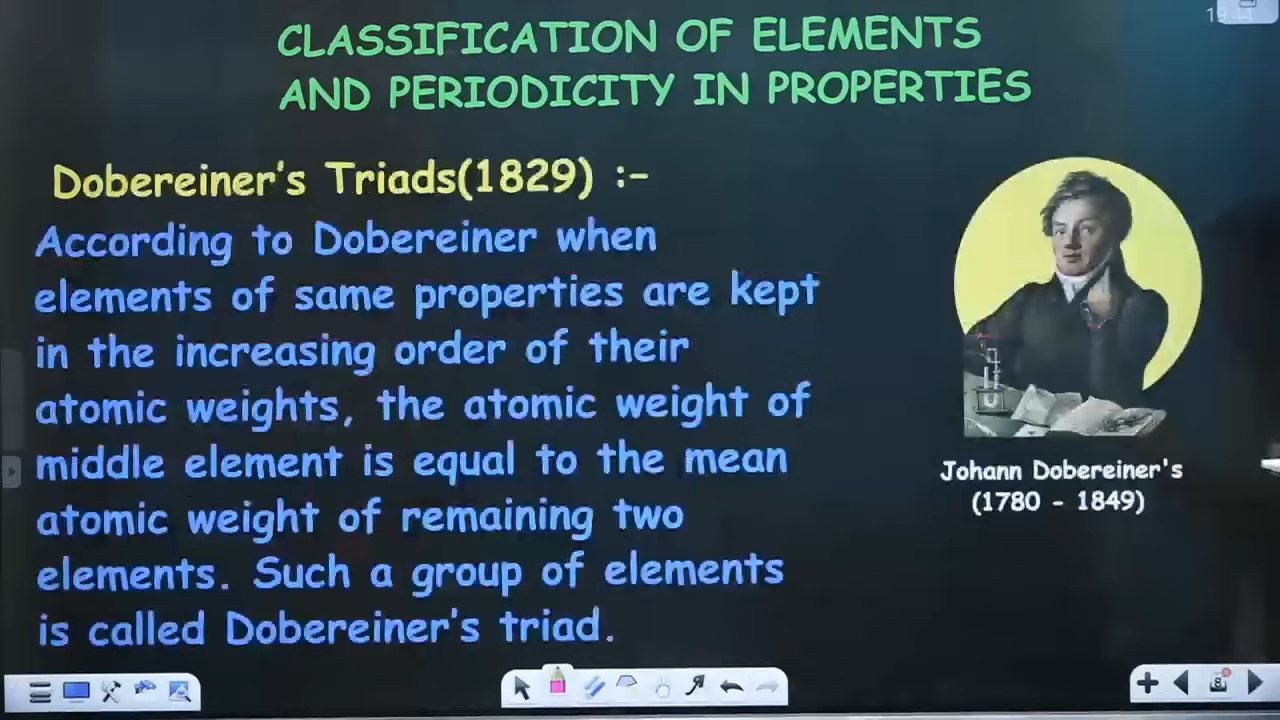 CLASSIFICATION OF ELEMENTS
AND PERIODICITY IN PROPERTIES
Dobereiner's Triads(1829) :-
According to Dobereiner when
elements of same properties are kept
in the increasing order of their
atomic weights, the atomic weight of
middle element is equal to the mean
atomic weight of remaining two
elements. Such a group of elements
is called Dobereiner's triad.
Johann Dobereiner's
(1780 - 1849)